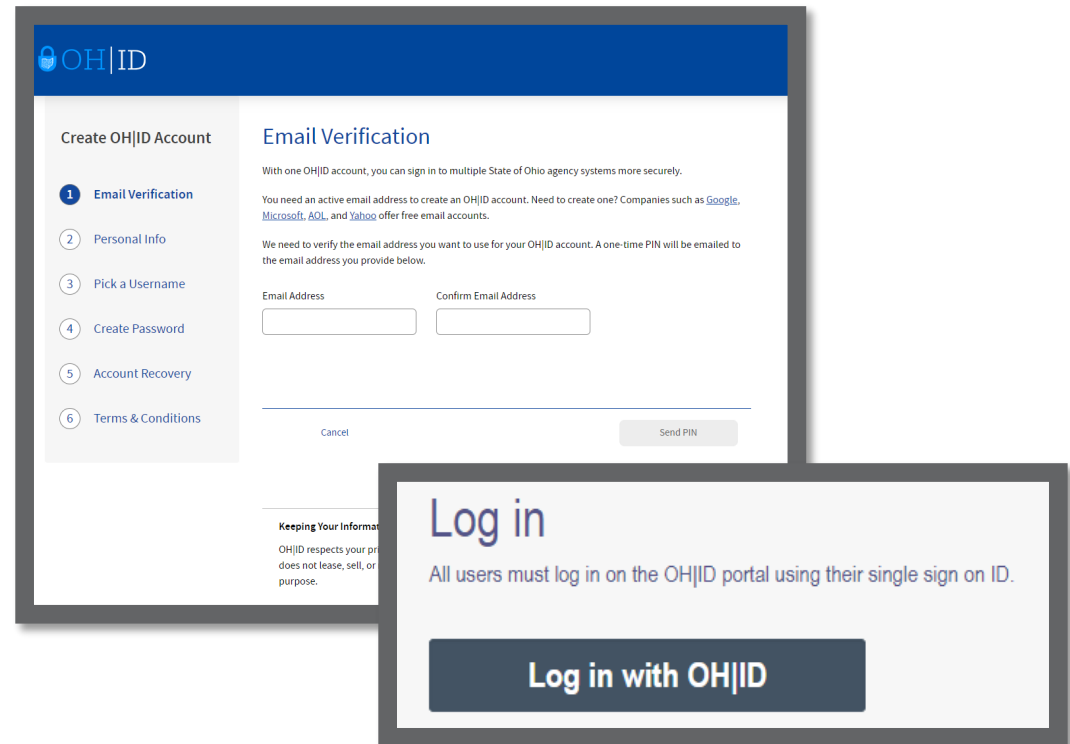 OH|ID
Create OH|ID Account
1 Email Verification
2 Personal Info
3 Pick a Username
4 Create Password
5 Account Recovery
6 Terms & Conditions
Email Verification
With one OH|ID account, you can sign in to multiple State of Ohio agency systems more securely.
You need an active email address to create an OH|ID account. Need to create one? Companies such as Google,
Microsoft, AOL, and Yahoo offer free email accounts.
We need to verify the email address you want to use for your OH|ID account. A one-time PIN will be emailed to
the email address you provide below.
Email Address Confirm Email Address
Cancel Send PIN
Keeping Your
OH|ID respects your
does not lease, sell, or
purpose.
Log in
All users must log in on the OH|ID portal using their single sign on ID.
Log in with OH|ID